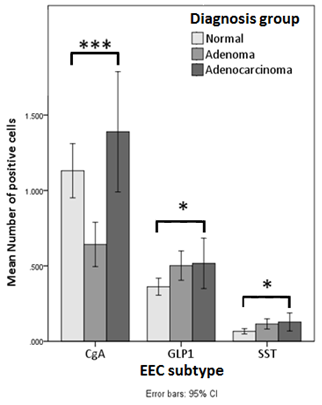 Diagnosis group
Normal
Adenoma
Adenocarcinoma
***
*
*
Mean Number of positive cells
1.500
1.000
.500
.000
CgA GLP1 SST
EEC subtype
Error bars: 95% CI